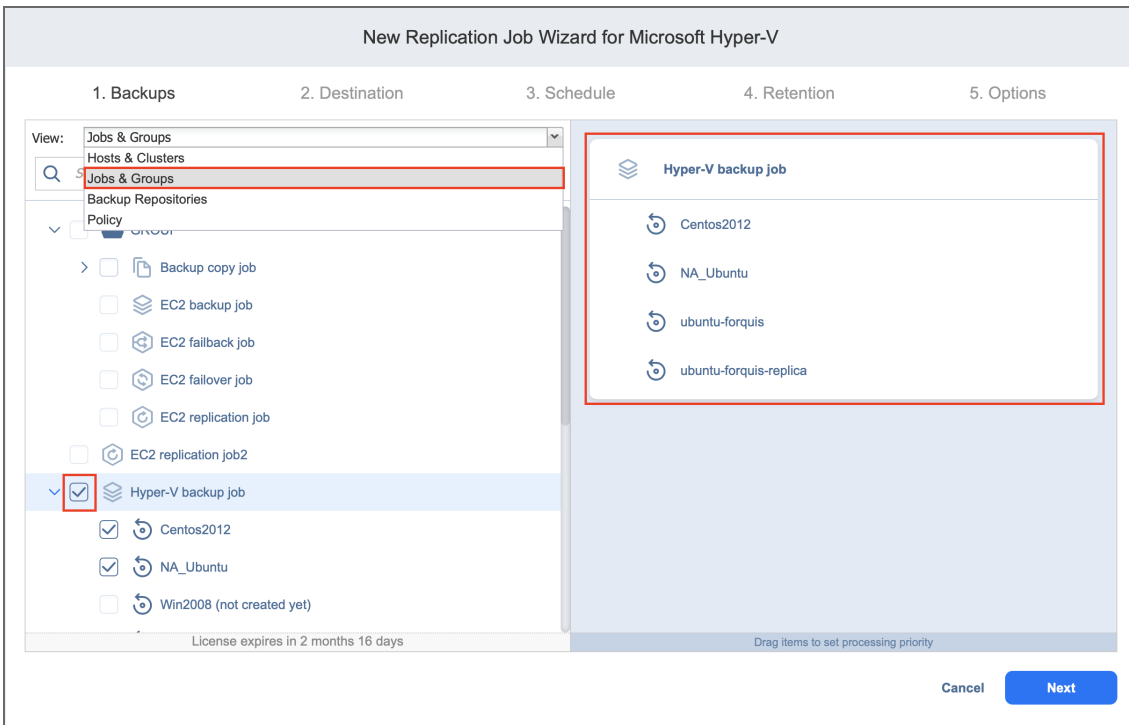 New Replication Job Wizard for Microsoft Hyper-V
1. Backups 2. Destination 3. Schedule 4. Retention 5. Options
View: Jobs & Groups
Hosts & Clusters
Jobs & Groups
Backup Repositories
Policy
Backup copy job
EC2 backup job
EC2 failback job
EC2 failover job
EC2 replication job
EC2 replication job2
Hyper-V backup job
Centos2012
NA_Ubuntu
Win2008 (not created yet)
License expires in 2 months 16 days
Hyper-V backup job
Centos2012
NA_Ubuntu
ubuntu-forquis
ubuntu-forquis-replica
Drag items to set processing priority
Cancel Next